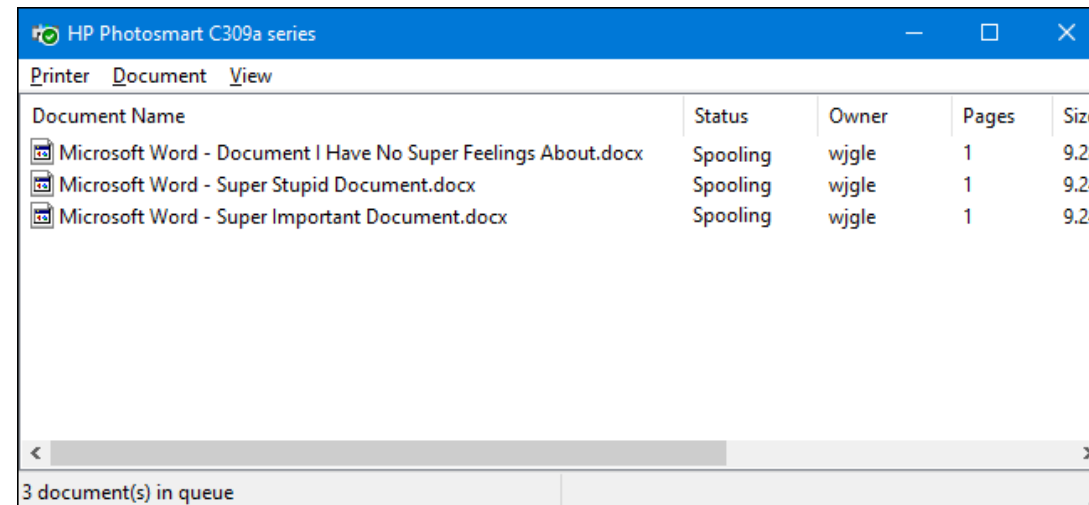 HP Photosmart C309a series
Printer Document View
Document Name Status Owner Pages
Microsoft Word - Document I Have No Super Feelings About.docx Spooling wjgle 1
Microsoft Word - Super Stupid Document.docx Spooling wjgle 1
Microsoft Word - Super Important Document.docx Spooling wjgle 1
3 document(s) in queue